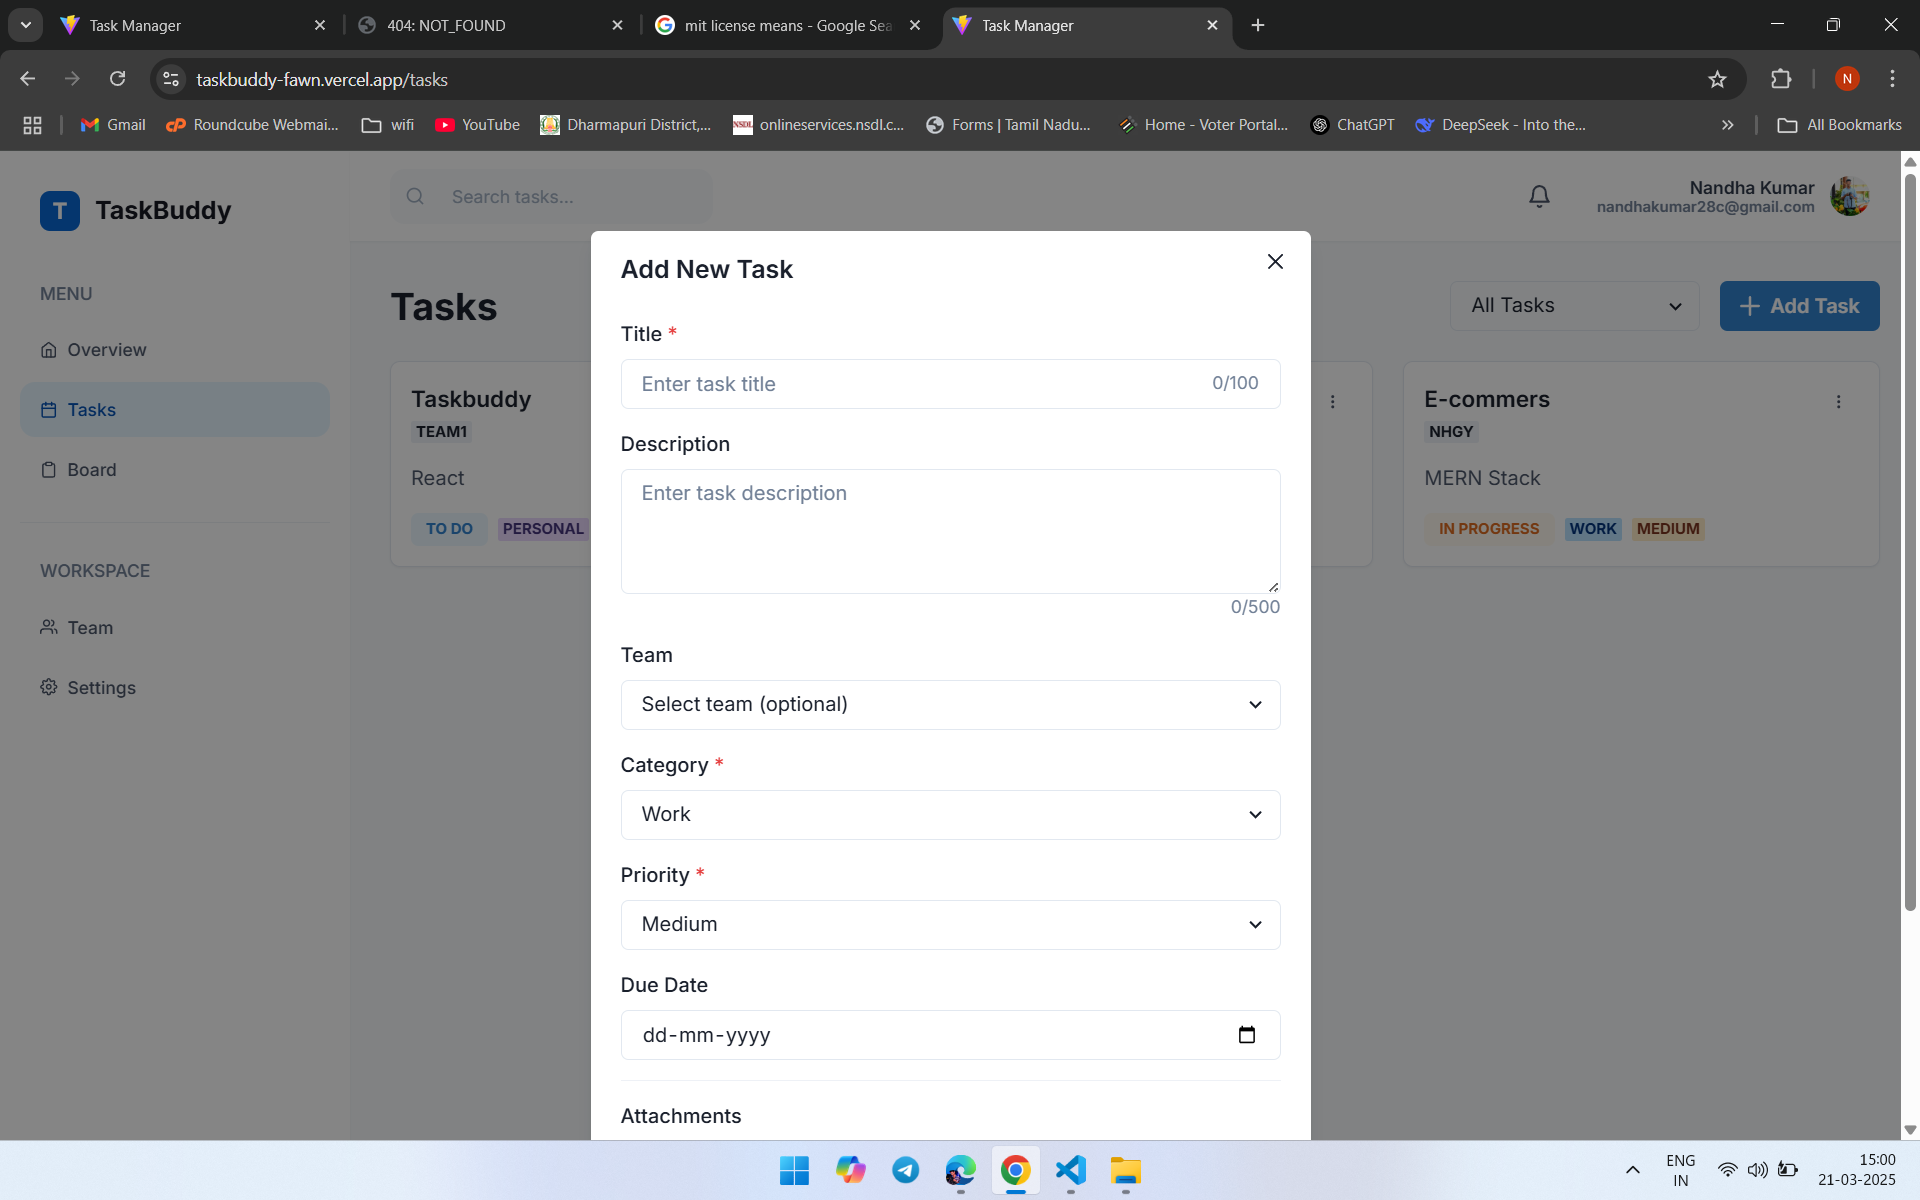 Task Manager
404: NOT_FOUND
mit license means - Google Sea
Task Manager
taskbuddy-fawn.vercel.app/tasks
N
Gmail
Roundcube Webmai...
wifi
YouTube
Dharmapuri District,...
NSDL
onlineservices.nsdl.c...
Forms | Tamil Nadu...
Home - Voter Portal...
ChatGPT
DeepSeek - Into the...
All Bookmarks
T
TaskBuddy
Search tasks...
Nandha Kumar
nandhakumar28c@gmail.com
MENU
Overview
Tasks
Board
WORKSPACE
Team
Settings
Tasks
All Tasks
Add Task
Taskbuddy
TEAM1
React
TO DO
PERSONAL
E-commers
NHGY
MERN Stack
IN PROGRESS
WORK
MEDIUM
Add New Task
Title *
Enter task title
0/100
Description
Enter task description
0/500
Team
Select team (optional)
Category *
Work
Priority *
Medium
Due Date
dd-mm-yyyy
Attachments
ENG
IN
15:00
21-03-2025